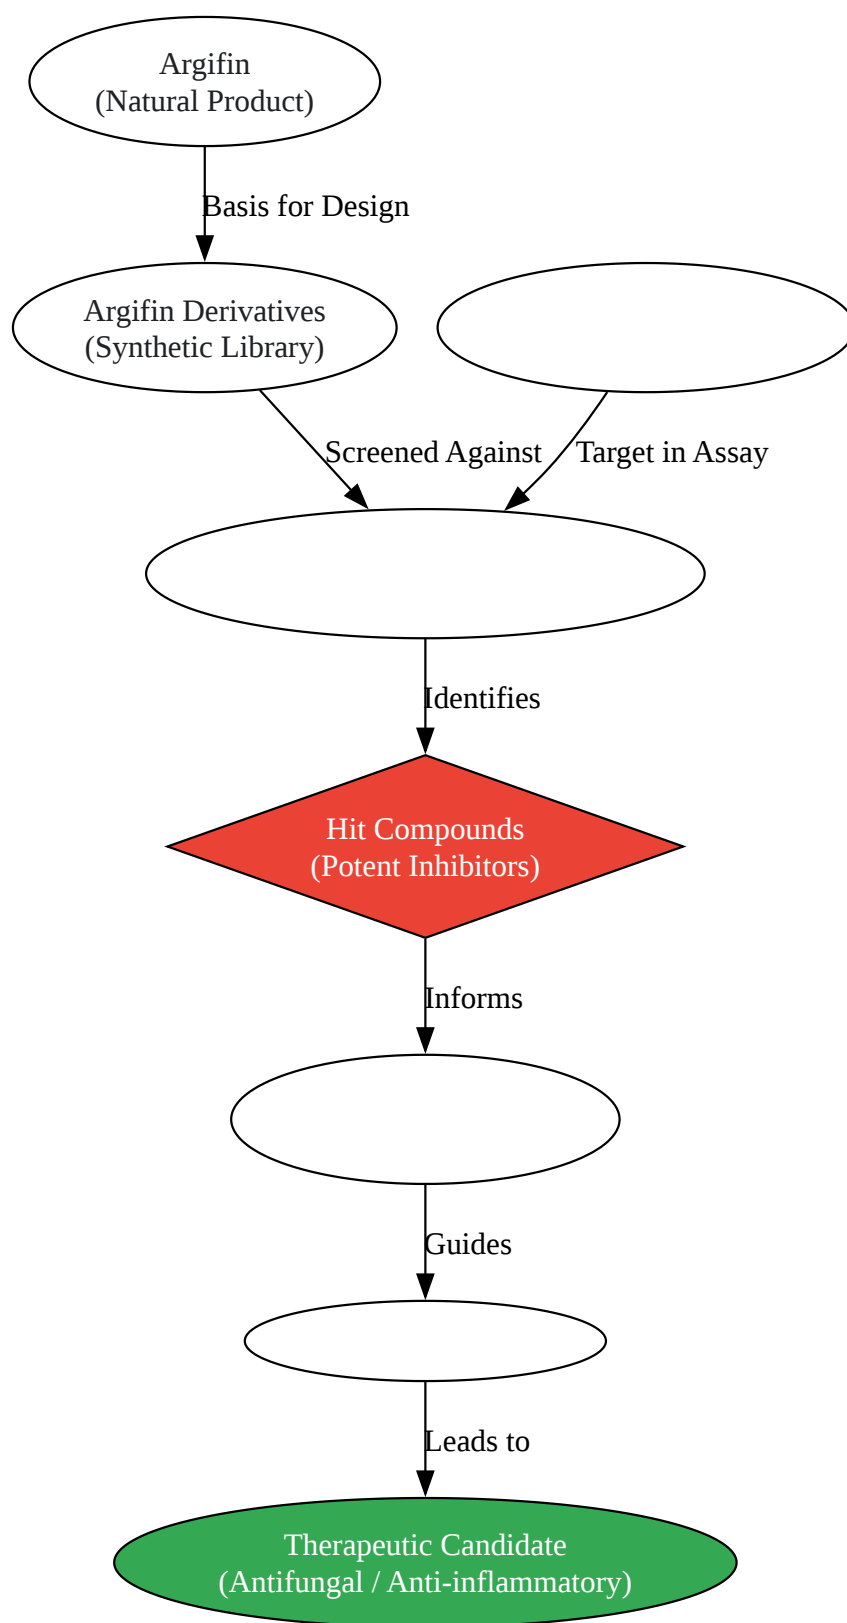 Argifin
(Natural Product)
Basis for Design
Argifin Derivatives
(Synthetic Library)
Screened Against
Target in Assay
Identifies
Hit Compounds
(Potent Inhibitors)
Informs
Guides
Leads to
Therapeutic Candidate
(Antifungal / Anti-inflammatory)